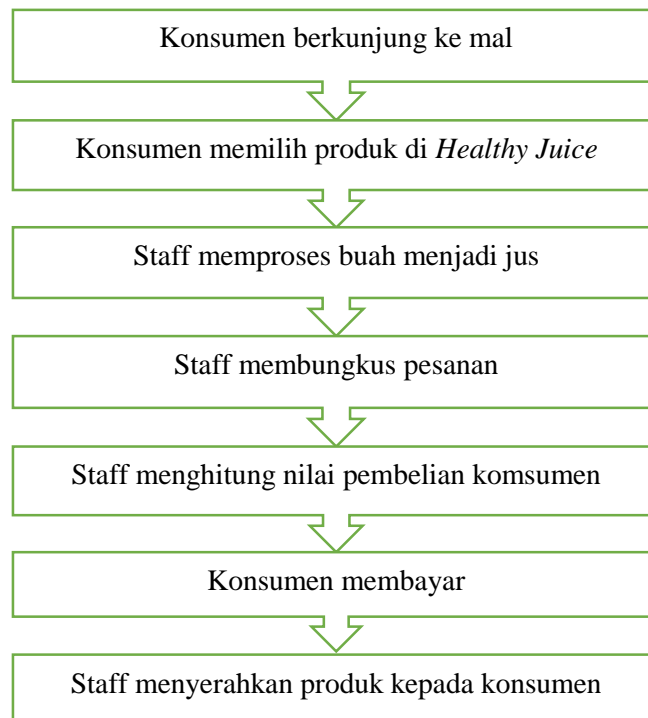 Konsumen berkunjung ke mal
Konsumen memilih produk di Healthy Juice
Staff memproses buah menjadi jus
Staff membungkus pesanan
Staff menghitung nilai pembelian komsumen
Konsumen membayar
Staff menyerahkan produk kepada konsumen